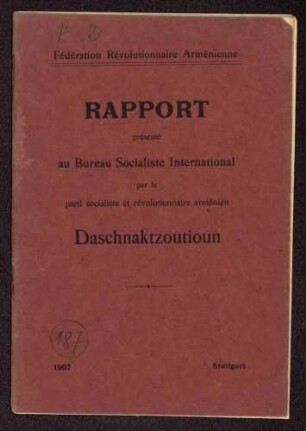 P 2
Fédération Révolutionnaire Arménienne
RAPPORT
présenté
au Bureau Socialiste International
par le
parti socialiste et révolutionnaire arménien
Daschnaktzoutioun
187
1907 Stuttgart